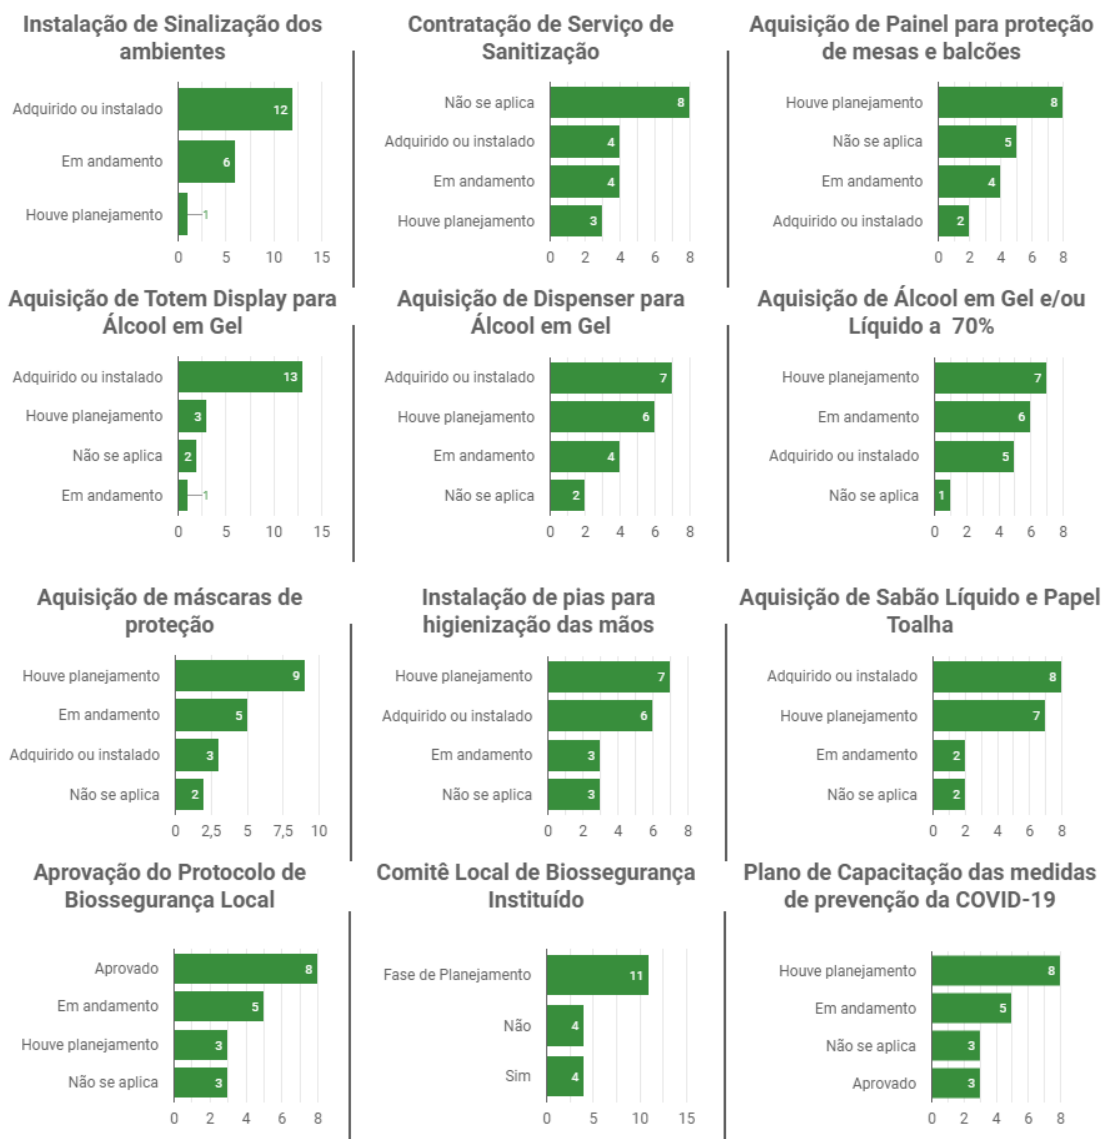 Instalação de Sinalização dos
ambientes
Adquirido ou instalado
12
Em andamento
6
Houve planejamento
1
0 5 10 15
Contratação de Serviço de
Sanitização
Não se aplica
8
Adquirido ou instalado
4
Em andamento
4
Houve planejamento
3
0 2 4 6 8
Aquisição de Painel para proteção
de mesas e balcões
Houve planejamento
8
Não se aplica
5
Em andamento
4
Adquirido ou instalado
2
0 2 4 6 8
Aquisição de Totem Display para
Álcool em Gel
Adquirido ou instalado
13
Houve planejamento
3
Não se aplica
2
Em andamento
1
0 5 10 15
Aquisição de Dispenser para
Álcool em Gel
Adquirido ou instalado
7
Houve planejamento
6
Em andamento
4
Não se aplica
2
0 2 4 6 8
Aquisição de Álcool em Gel e/ou
Líquido a 70%
Houve planejamento
7
Em andamento
6
Adquirido ou instalado
5
Não se aplica
1
0 2 4 6 8
Aquisição de máscaras de
proteção
Houve planejamento
9
Em andamento
5
Adquirido ou instalado
3
Não se aplica
2
0 2,5 5 7,5 10
Instalação de pias para
higienização das mãos
Houve planejamento
7
Adquirido ou instalado
6
Em andamento
3
Não se aplica
3
0 2 4 6 8
Aquisição de Sabão Líquido e Papel
Toalha
Adquirido ou instalado
8
Houve planejamento
7
Em andamento
2
Não se aplica
2
0 2 4 6 8
Aprovação do Protocolo de
Biossegurança Local
Aprovado
8
Em andamento
5
Houve planejamento
3
Não se aplica
3
0 2 4 6 8
Comitê Local de Biossegurança
Instituído
Fase de Planejamento
11
Não
4
Sim
4
0 5 10 15
Plano de Capacitação das medidas
de prevenção da COVID-19
Houve planejamento
8
Em andamento
5
Não se aplica
3
Aprovado
3
0 2 4 6 8